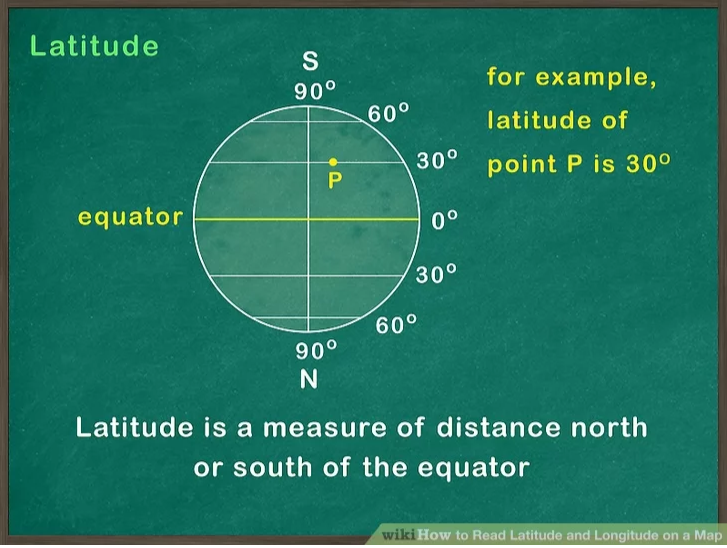 Latitude
S
90°
60°
for example,
latitude of
point P is 30°
30°
P
equator
0°
30°
60°
90°
N
Latitude is a measure of distance north
or south of the equator
wikiHow to Read Latitude and Longitude on a Map